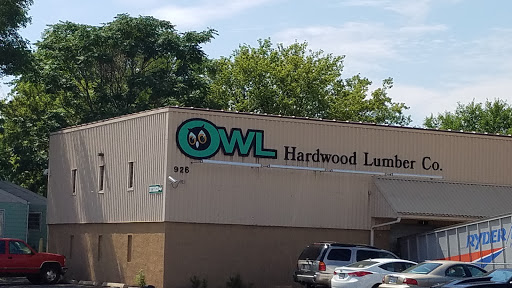 OWL Hardwood Lumber Co.
926
RYDER